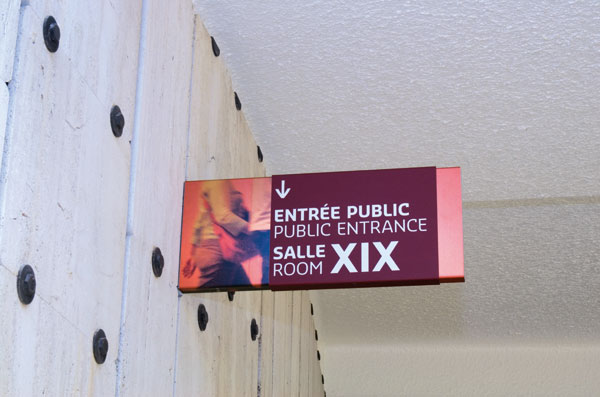 ENTRÉE PUBLIC
PUBLIC ENTRANCE
SALLE
ROOM XIX